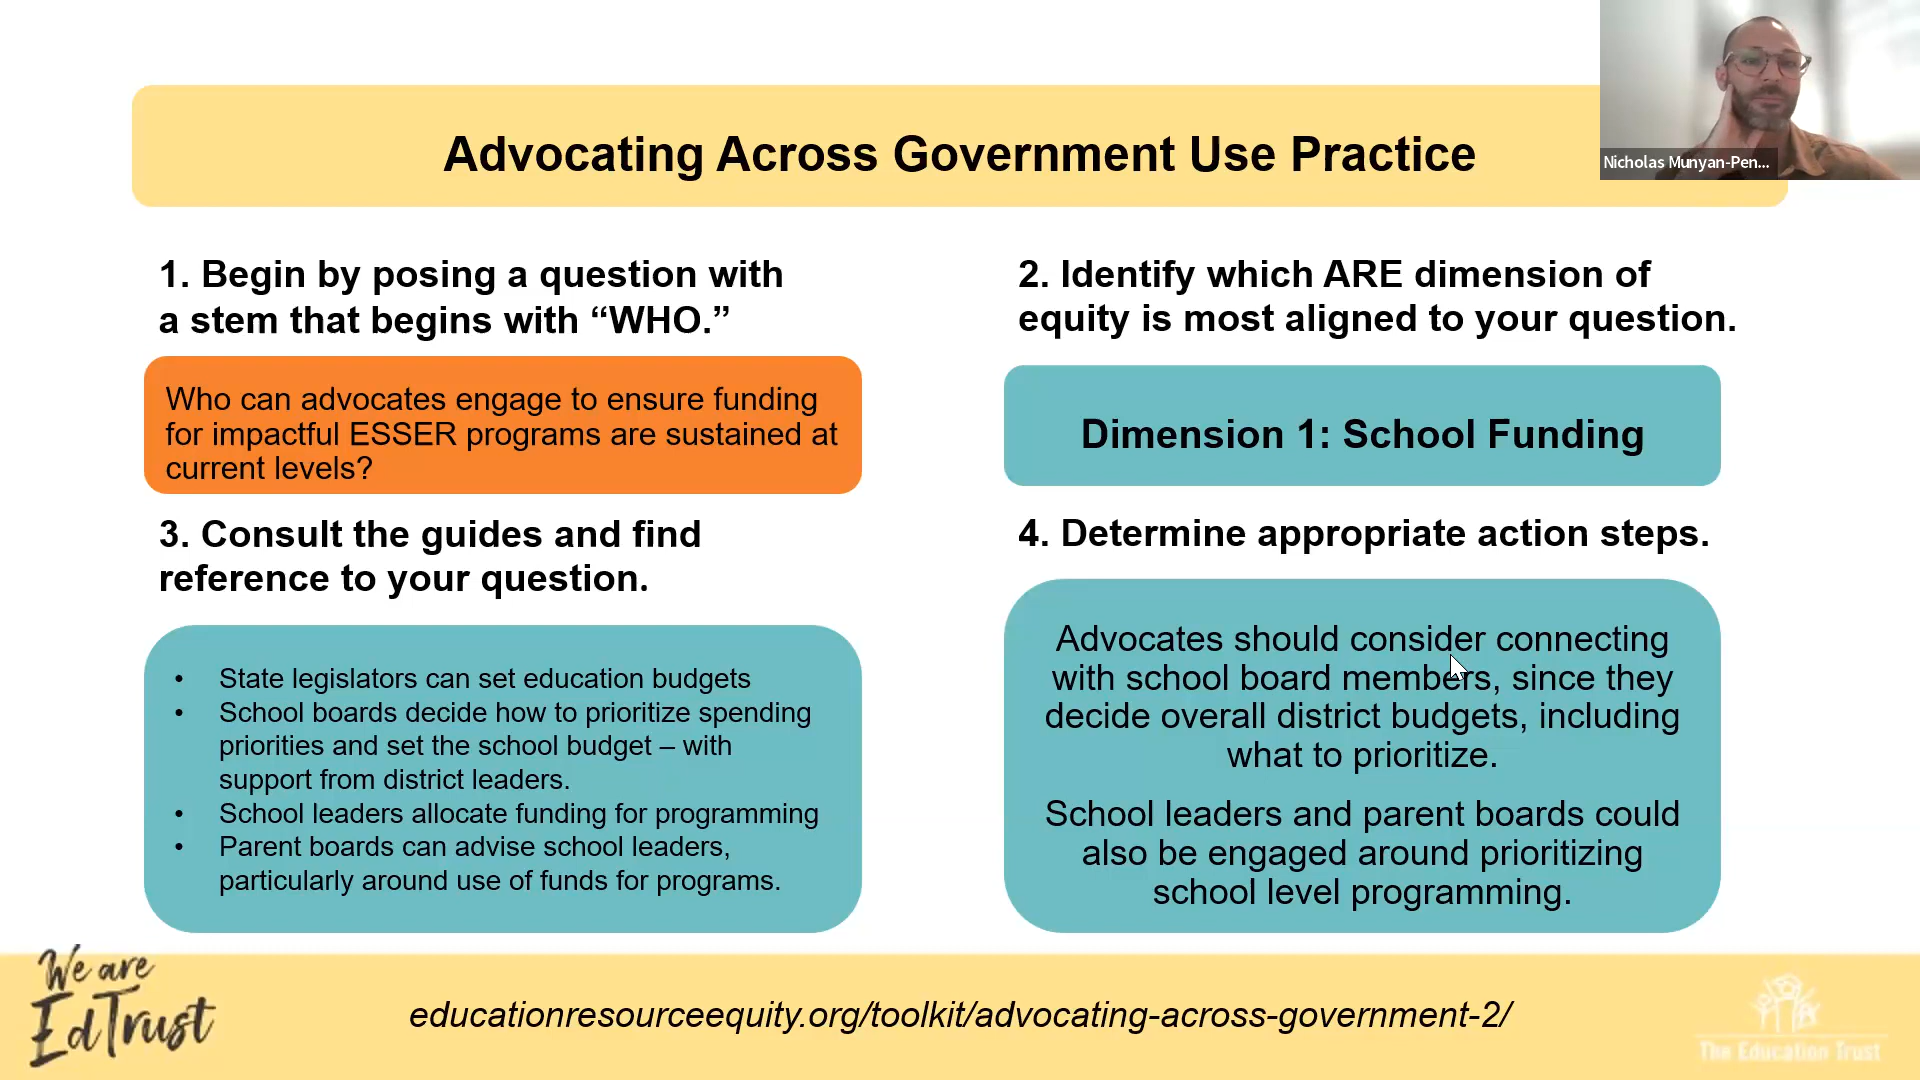 Advocating Across Government Use Practice
Nicholas Munyan-Pen...
1. Begin by posing a question with
a stem that begins with “WHO.”
Who can advocates engage to ensure funding
for impactful ESSER programs are sustained at
current levels?
2. Identify which ARE dimension of
equity is most aligned to your question.
Dimension 1: School Funding
3. Consult the guides and find
reference to your question.
• State legislators can set education budgets
• School boards decide how to prioritize spending
priorities and set the school budget – with
support from district leaders.
• School leaders allocate funding for programming
• Parent boards can advise school leaders,
particularly around use of funds for programs.
4. Determine appropriate action steps.
Advocates should consider connecting
with school board members, since they
decide overall district budgets, including
what to prioritize.
School leaders and parent boards could
also be engaged around prioritizing
school level programming.
We are
EdTrust
educationresourceequity.org/toolkit/advocating-across-government-2/
The Education Trust